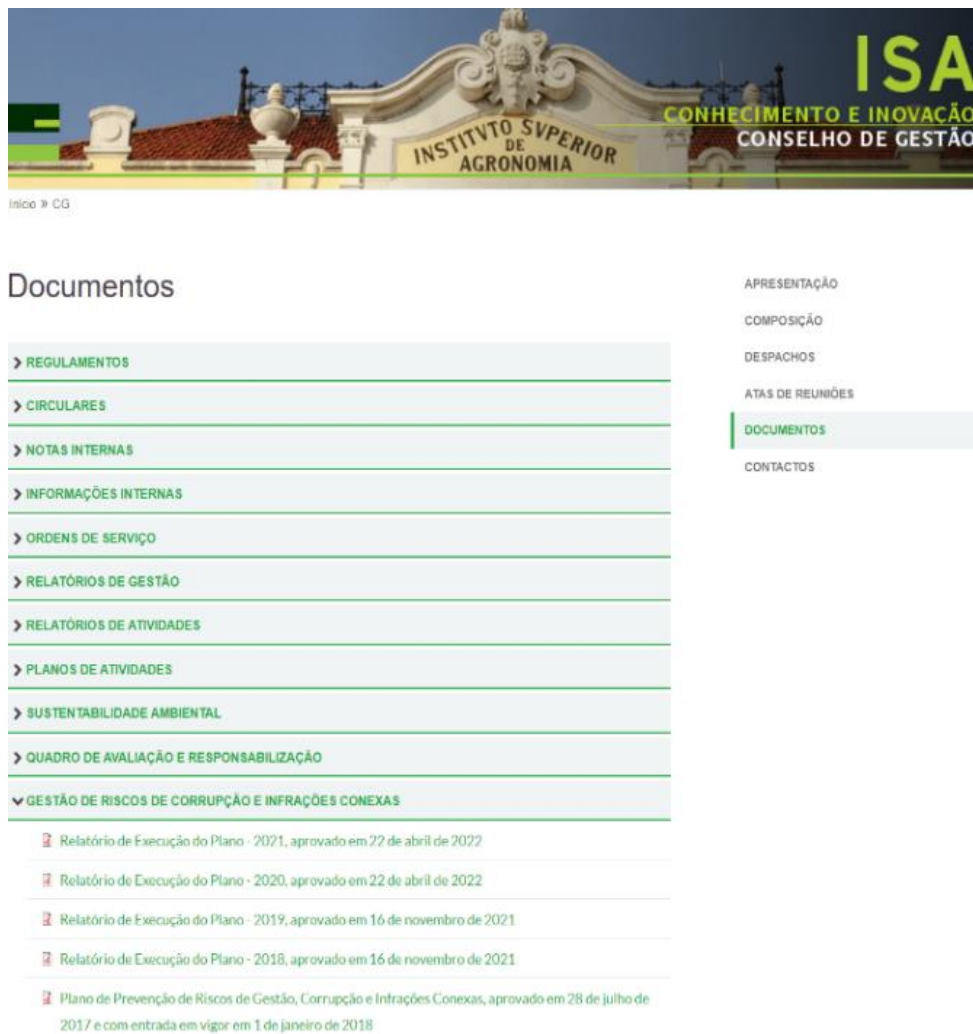 ISA
CONHECIMENTO E INOVAÇÃO
CONSELHO DE GESTÃO
INSTITVTO SVPERIOR
DE
AGRONOMIA
Início » CG
Documentos
REGULAMENTOS
CIRCULARES
NOTAS INTERNAS
INFORMAÇÕES INTERNAS
ORDENS DE SERVIÇO
RELATÓRIOS DE GESTÃO
RELATÓRIOS DE ATIVIDADES
PLANOS DE ATIVIDADES
SUSTENTABILIDADE AMBIENTAL
QUADRO DE AVALIAÇÃO E RESPONSABILIZAÇÃO
GESTÃO DE RISCOS DE CORRUPÇÃO E INFRAÇÕES CONEXAS
Relatório de Execução do Plano - 2021, aprovado em 22 de abril de 2022
Relatório de Execução do Plano - 2020, aprovado em 22 de abril de 2022
Relatório de Execução do Plano - 2019, aprovado em 16 de novembro de 2021
Relatório de Execução do Plano - 2018, aprovado em 16 de novembro de 2021
Plano de Prevenção de Riscos de Gestão, Corrupção e Infrações Conexas, aprovado em 28 de julho de
2017 e com entrada em vigor em 1 de janeiro de 2018
APRESENTAÇÃO
COMPOSIÇÃO
DESPACHOS
ATAS DE REUNIÕES
DOCUMENTOS
CONTACTOS